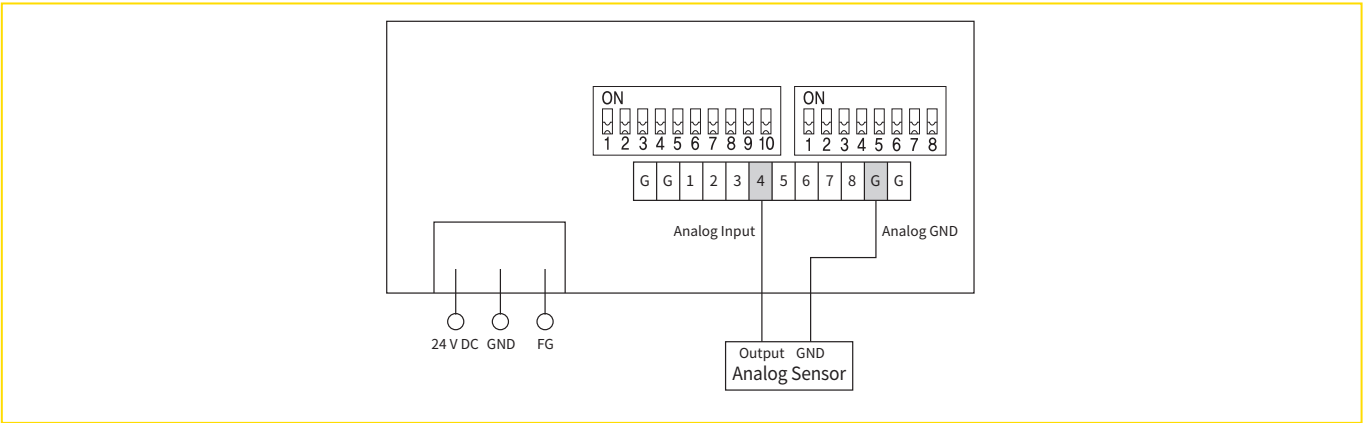 ON ON
1 2 3 4 5 6 7 8 9 10 1 2 3 4 5 6 7 8
G G 1 2 3 4 5 6 7 8 G G
Analog Input Analog GND
24 V DC GND FG
Output GND
Analog Sensor